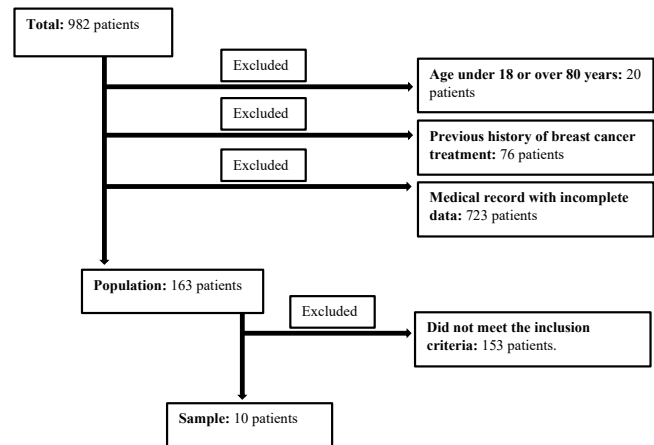 Total: 982 patients
Excluded
Age under 18 or over 80 years: 20
patients
Excluded
Previous history of breast cancer
treatment: 76 patients
Excluded
Medical record with incomplete
data: 723 patients
Population: 163 patients
Excluded
Did not meet the inclusion
criteria: 153 patients.
Sample: 10 patients